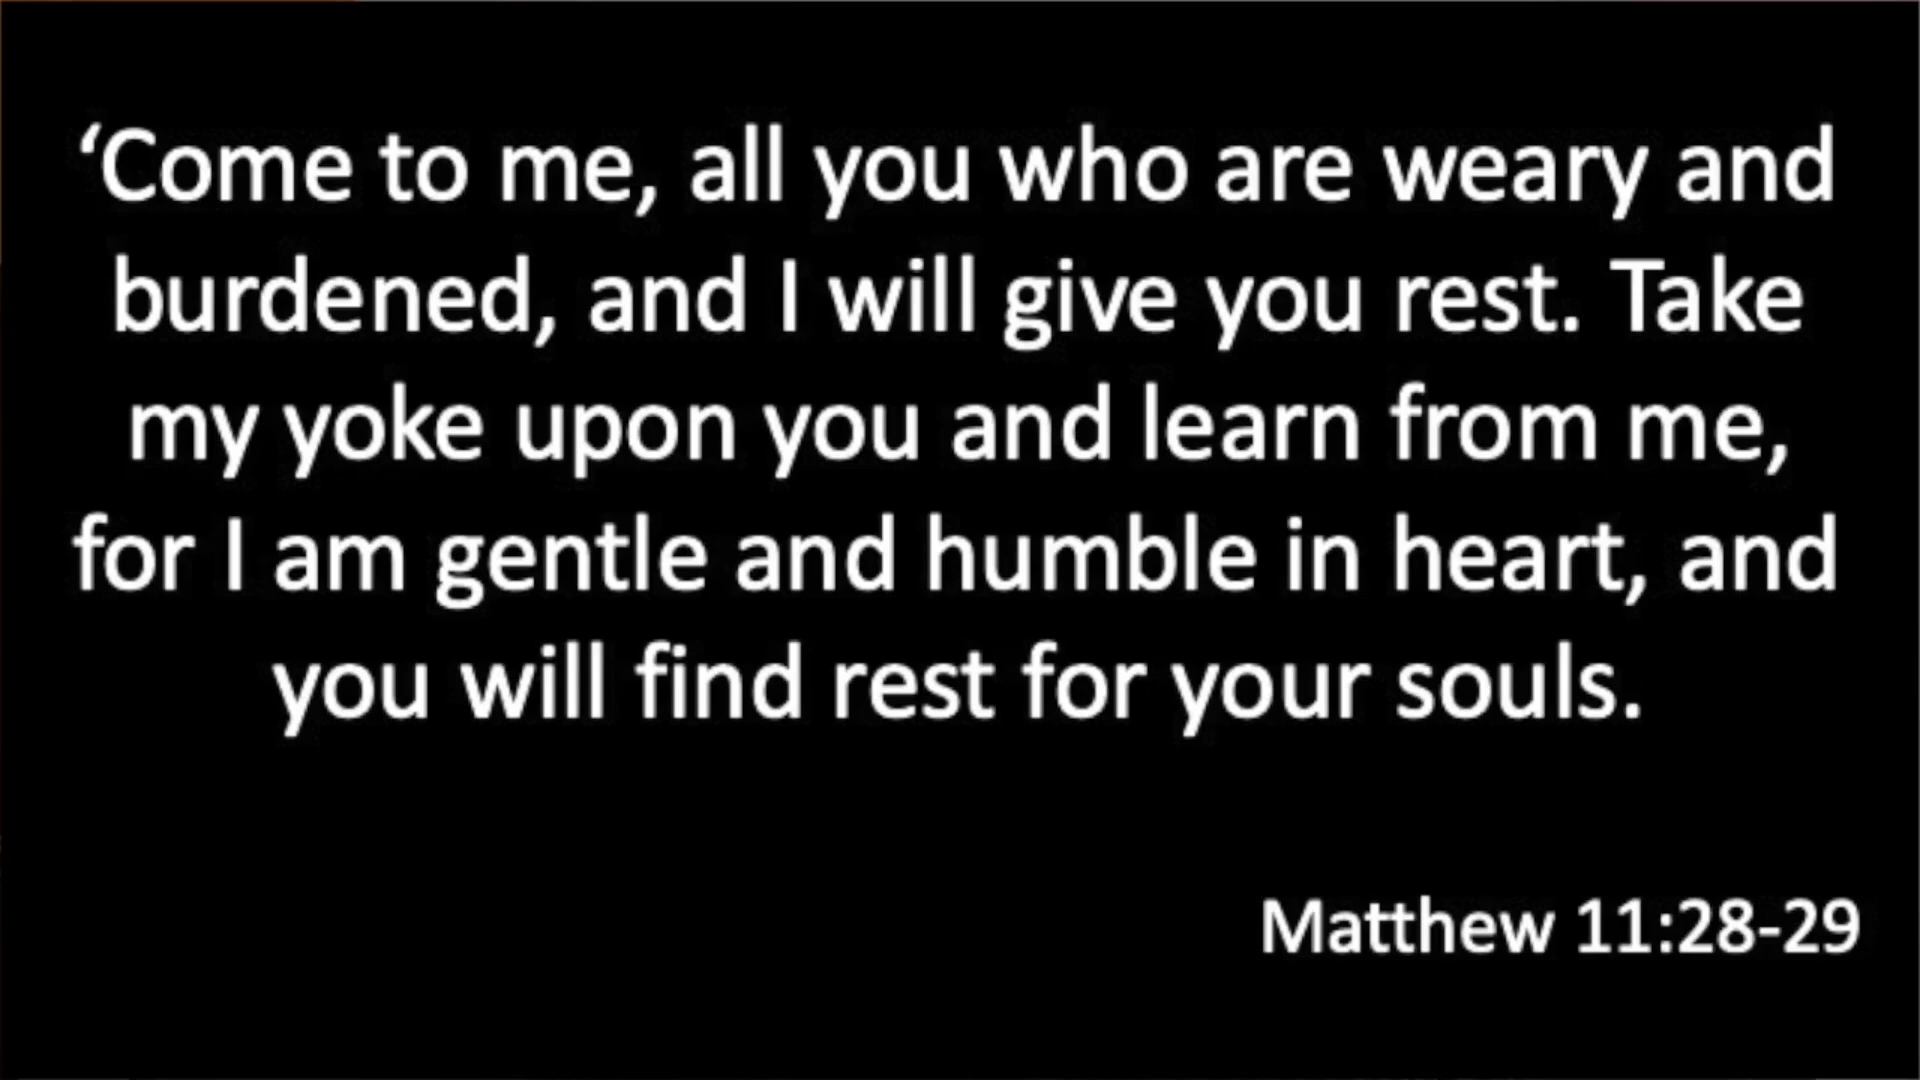 ‘Come to me, all you who are weary and
burdened, and I will give you rest. Take
my yoke upon you and learn from me,
for I am gentle and humble in heart, and
you will find rest for your souls.
Matthew 11:28-29